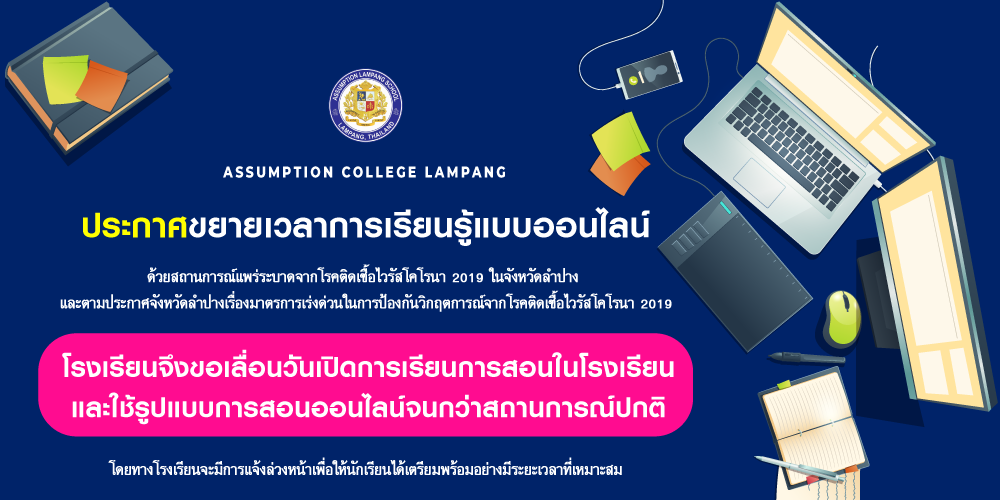 ASSUMPTION LAMPANG SCHOOL
LAMPANG, THAILAND
ASSUMPTION COLLEGE LAMPANG
ประกาศขยายเวลาการเรียนรู้แบบออนไลน์
ด้วยสถานการณ์แพร่ระบาดจากโรคติดเชื้อไวรัสโคโรนา 2019 ในจังหวัดลำปาง
และตามประกาศจังหวัดลำปางเรื่องมาตรการเร่งด่วนในการป้องกันวิกฤตการณ์จากโรคติดเชื้อไวรัสโคโรนา 2019
โรงเรียนจึงขอเลื่อนวันเปิดการเรียนการสอนในโรงเรียน
และใช้รูปแบบการสอนออนไลน์จนกว่าสถานการณ์ปกติ
โดยทางโรงเรียนจะมีการแจ้งล่วงหน้าเพื่อให้นักเรียนได้เตรียมพร้อมอย่างมีระยะเวลาที่เหมาะสม